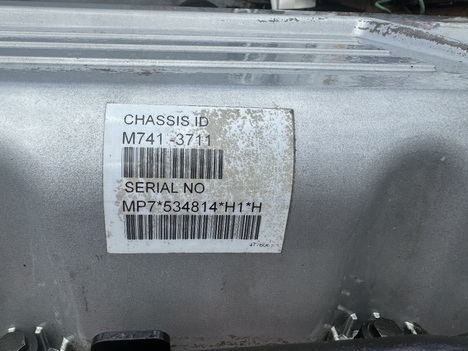 CHASSIS ID
M741 -3711
SERIAL NO
MP7*534814*H1*H